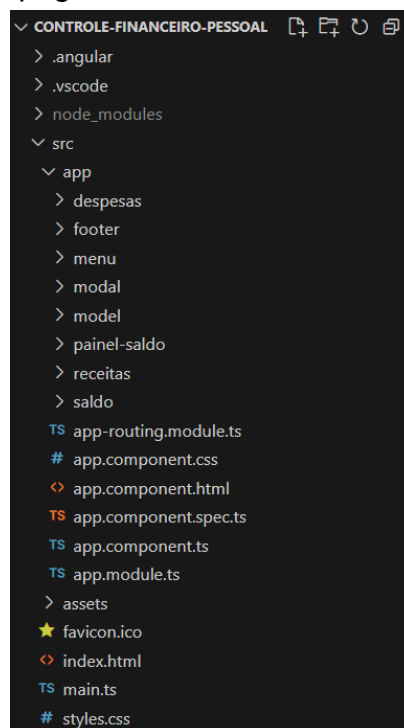 CONTROLE-FINANCEIRO-PESSOAL
.angular
.vscode
node_modules
src
app
despesas
footer
menu
modal
model
painel-saldo
receitas
saldo
TS app-routing.module.ts
# app.component.css
<> app.component.html
TS app.component.spec.ts
TS app.component.ts
TS app.module.ts
assets
favicon.ico
<> index.html
TS main.ts
# styles.css